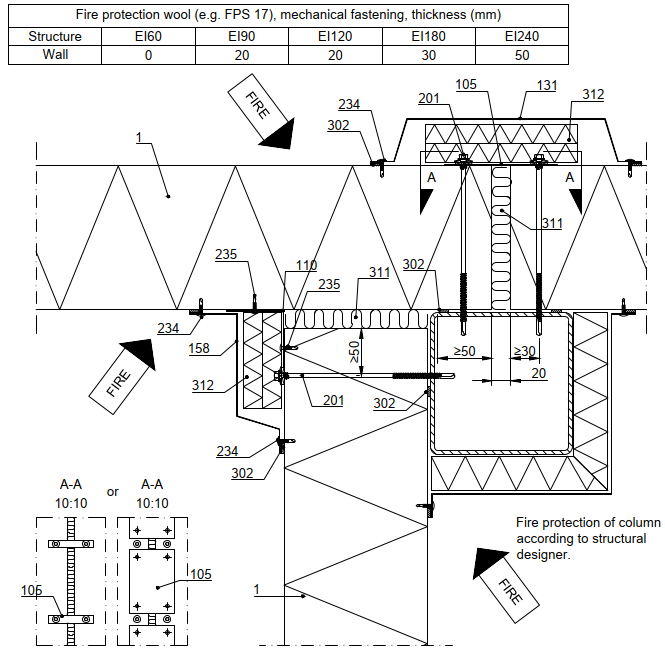 Fire protection wool (e.g. FPS 17), mechanical fastening, thickness (mm)
Structure EI60 EI90 EI120 EI180 EI240
Wall 0 20 20 30 50
FIRE
105
131
201
312
234
302
1
A
A
311
235
110
235
311
302
234
158
312
≥50
≥50
≥30
20
201
302
234
302
FIRE
A-A
10:10
or
A-A
10:10
105
105
1
Fire protection of column
according to structural
designer.
FIRE